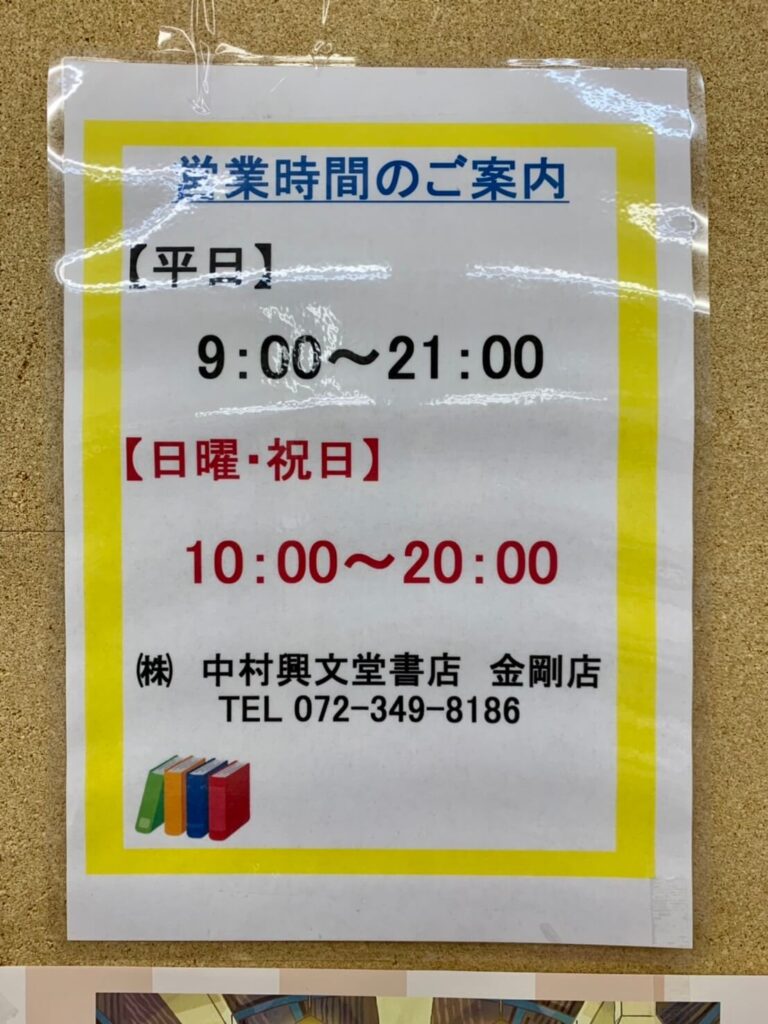 営業時間のご案内
【平日】
9:00～21:00
【日曜・祝日】
10:00～20:00
㈱ 中村興文堂書店 金剛店
TEL 072-349-8186